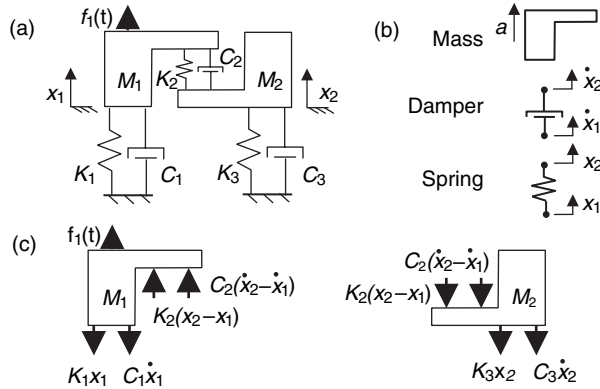 (a)
f₁(t)
M₁
K₂
C₂
M₂
x₁
x₂
K₁
C₁
K₃
C₃
(b)
Mass
a
Damper
ẋ₂
ẋ₁
Spring
x₂
x₁
(c)
f₁(t)
M₁
C₂(ẋ₂–ẋ₁)
K₂(x₂–x₁)
K₁x₁
C₁ẋ₁
C₂(ẋ₂–ẋ₁)
K₂(x₂–x₁)
M₂
K₃x₂
C₃ẋ₂